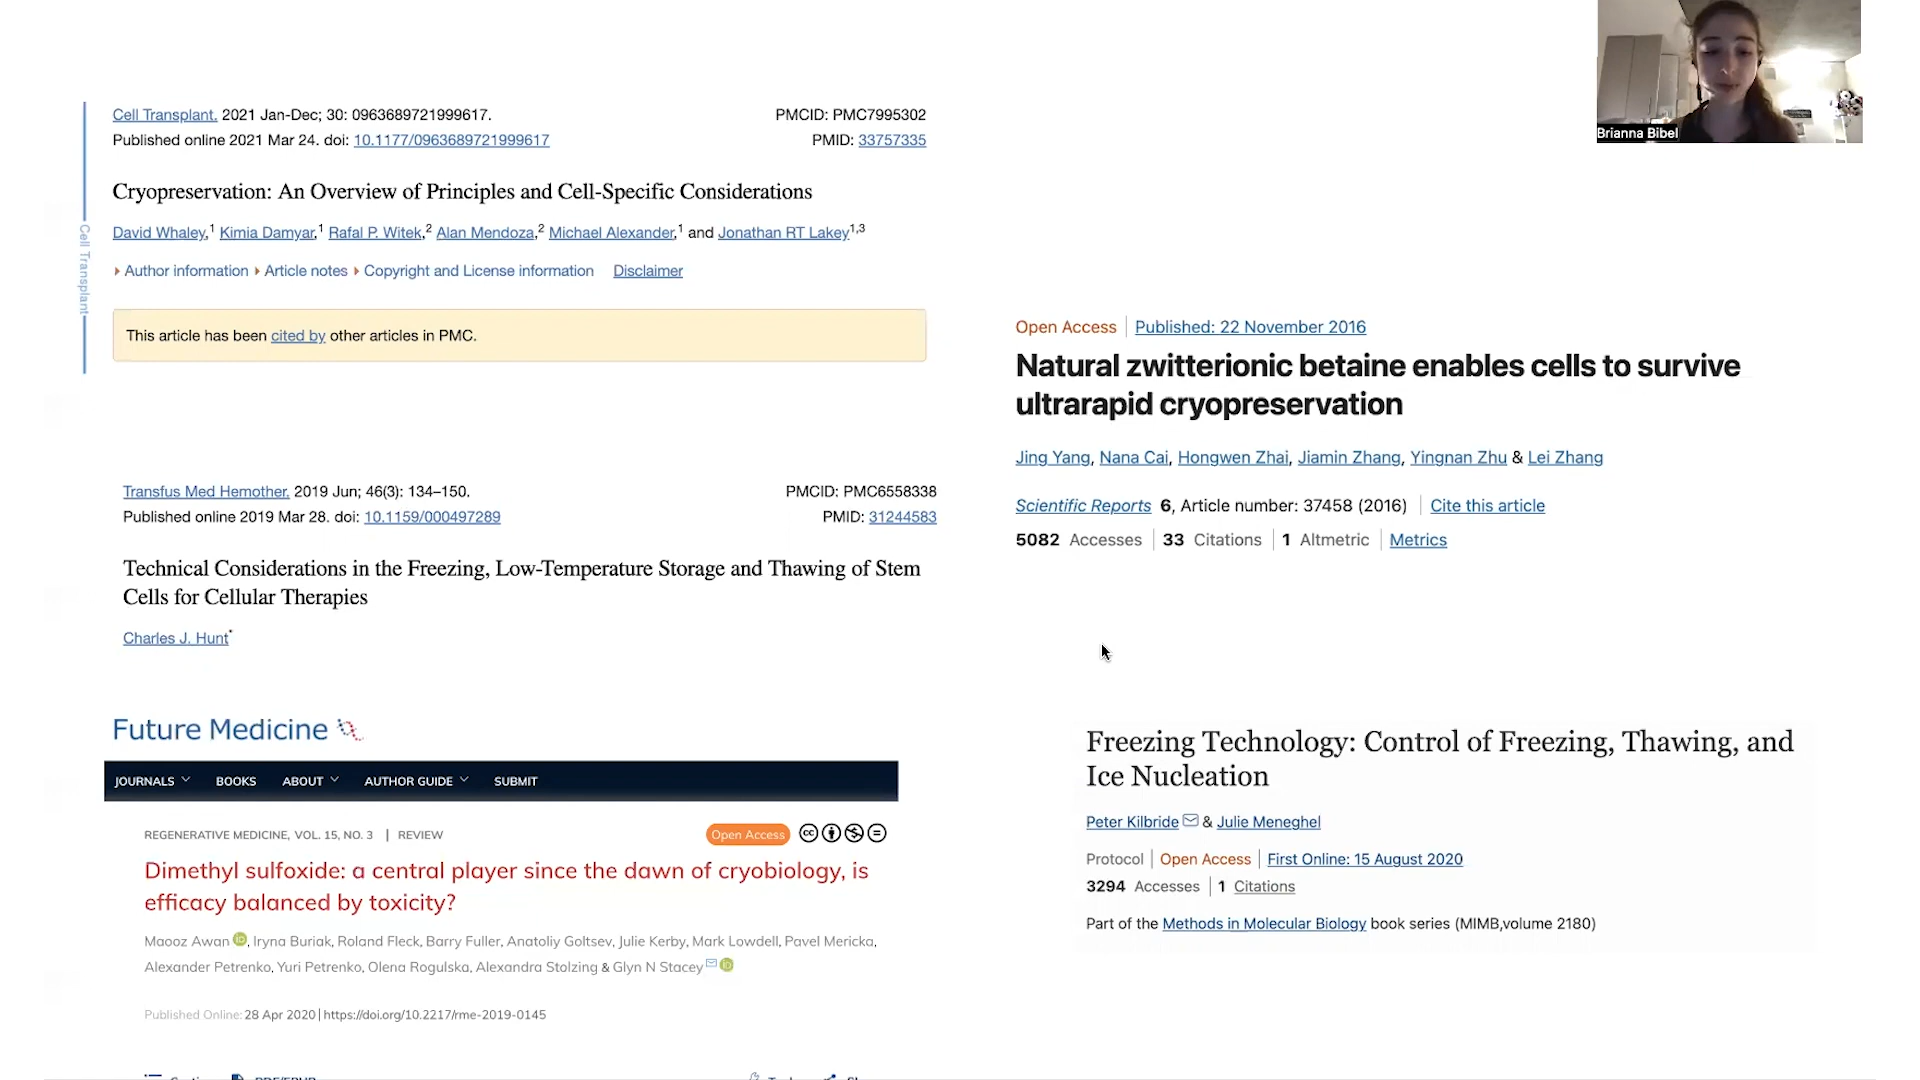 Brianna Bibel
Cell Transplant
Cell Transplant. 2021 Jan-Dec; 30: 0963689721999617.
PMCID: PMC7995302
Published online 2021 Mar 24. doi: 10.1177/0963689721999617
PMID: 33757335
Cryopreservation: An Overview of Principles and Cell-Specific Considerations
David Whaley,1 Kimia Damyar,1 Rafal P. Witek,2 Alan Mendoza,2 Michael Alexander,1 and Jonathan RT Lakey1,3
Author information Article notes Copyright and License information Disclaimer
This article has been cited by other articles in PMC.
Transfus Med Hemother. 2019 Jun; 46(3): 134–150.
PMCID: PMC6558338
Published online 2019 Mar 28. doi: 10.1159/000497289
PMID: 31244583
Technical Considerations in the Freezing, Low-Temperature Storage and Thawing of Stem
Cells for Cellular Therapies
Charles J. Hunt*
Future Medicine
JOURNALS BOOKS ABOUT AUTHOR GUIDE SUBMIT
REGENERATIVE MEDICINE, VOL. 15, NO. 3 | REVIEW
Open Access
Dimethyl sulfoxide: a central player since the dawn of cryobiology, is
efficacy balanced by toxicity?
Maooz Awan, Iryna Buriak, Roland Fleck, Barry Fuller, Anatoliy Goltsev, Julie Kerby, Mark Lowdell, Pavel Mericka,
Alexander Petrenko, Yuri Petrenko, Olena Rogulska, Alexandra Stolzing & Glyn N Stacey
Published Online: 28 Apr 2020 | https://doi.org/10.2217/rme-2019-0145
Open Access | Published: 22 November 2016
Natural zwitterionic betaine enables cells to survive
ultrarapid cryopreservation
Jing Yang, Nana Cai, Hongwen Zhai, Jiamin Zhang, Yingnan Zhu & Lei Zhang
Scientific Reports 6, Article number: 37458 (2016) | Cite this article
5082 Accesses | 33 Citations | 1 Altmetric | Metrics
Freezing Technology: Control of Freezing, Thawing, and
Ice Nucleation
Peter Kilbride & Julie Meneghel
Protocol | Open Access | First Online: 15 August 2020
3294 Accesses | 1 Citations
Part of the Methods in Molecular Biology book series (MIMB,volume 2180)